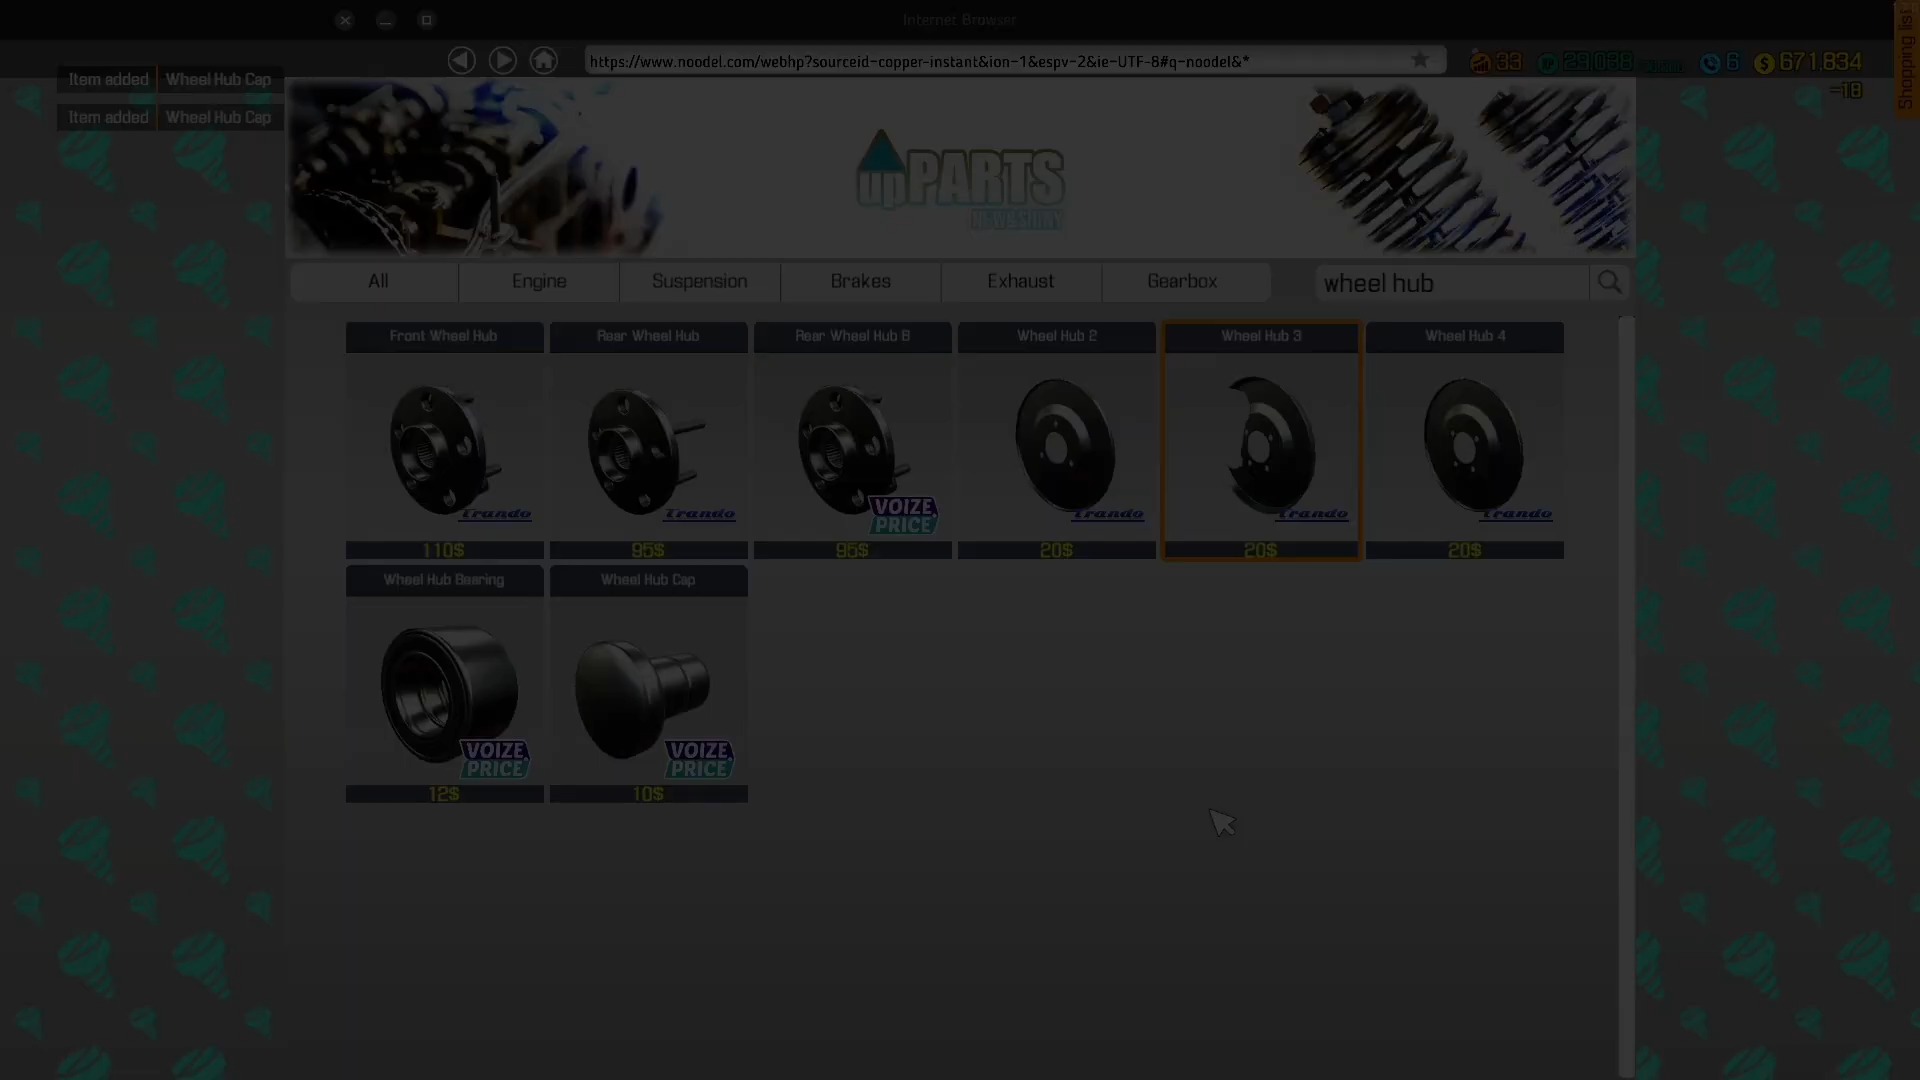 Internet Browser
https://www.noodel.com/webhp?sourceid-copper-instant&ion-1&espv-2&ie-UTF-8#q-noodel&*
33
6
671,834
-18
Shopping list
Item added Wheel Hub Cap
Item added Wheel Hub Cap
upPARTS
NEW&SHINY
All Engine Suspension Brakes Exhaust Gearbox wheel hub
Front Wheel Hub Rear Wheel Hub Rear Wheel Hub B Wheel Hub 2 Wheel Hub 3 Wheel Hub 4
Trando Trando VOIZE PRICE Trando Trando Trando
110$ 95$ 95$ 20$ 20$ 20$
Wheel Hub Bearing Wheel Hub Cap
VOIZE PRICE VOIZE PRICE
12$ 10$